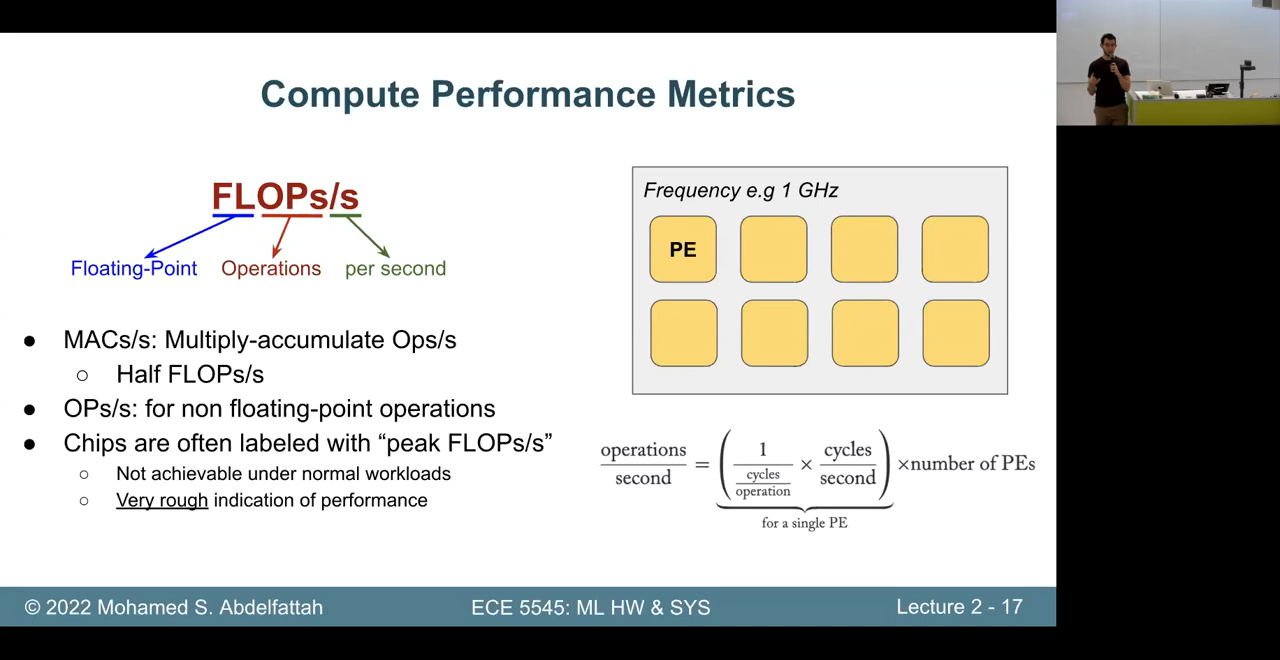 Compute Performance Metrics
FLOPs/s
Floating-Point Operations per second
● MACs/s: Multiply-accumulate Ops/s
○ Half FLOPs/s
● OPs/s: for non floating-point operations
● Chips are often labeled with “peak FLOPs/s”
○ Not achievable under normal workloads
○ Very rough indication of performance
Frequency e.g 1 GHz
PE
operations/second = (1/(cycles/operation) × cycles/second) ×number of PEs
for a single PE
© 2022 Mohamed S. Abdelfattah
ECE 5545: ML HW & SYS
Lecture 2 - 17